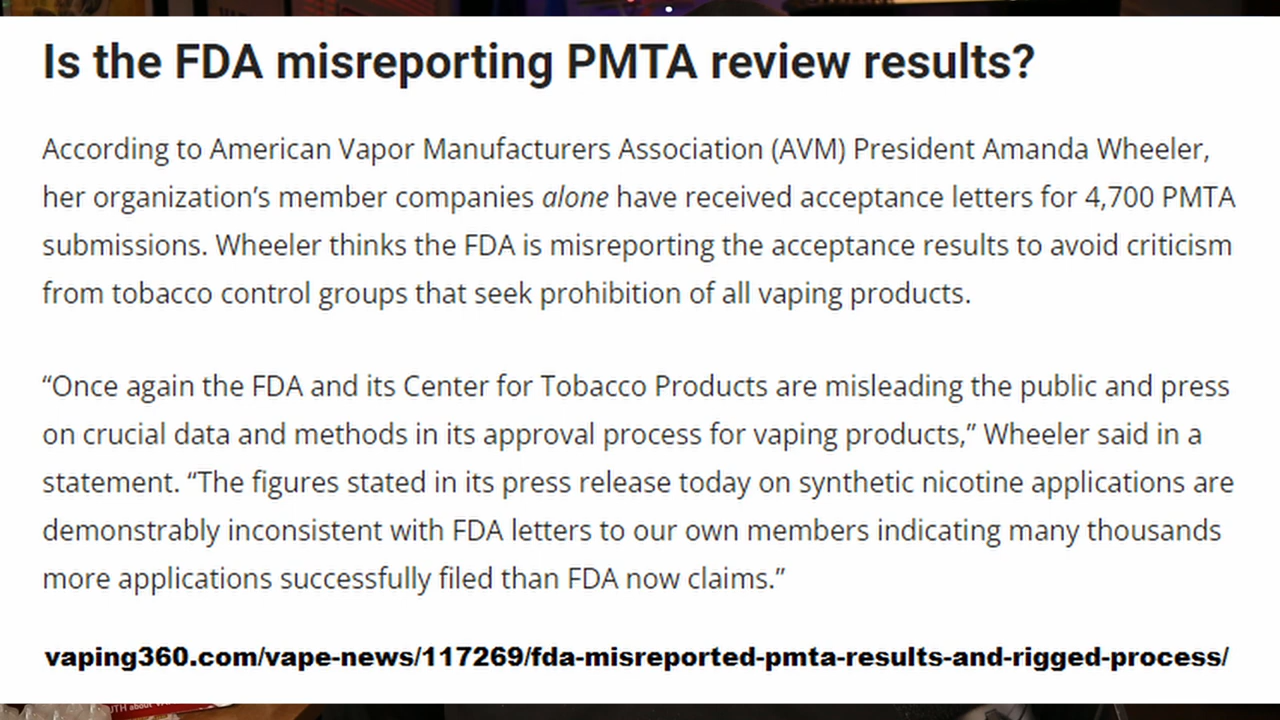 Is the FDA misreporting PMTA review results?
According to American Vapor Manufacturers Association (AVM) President Amanda Wheeler,
her organization’s member companies alone have received acceptance letters for 4,700 PMTA
submissions. Wheeler thinks the FDA is misreporting the acceptance results to avoid criticism
from tobacco control groups that seek prohibition of all vaping products.
“Once again the FDA and its Center for Tobacco Products are misleading the public and press
on crucial data and methods in its approval process for vaping products,” Wheeler said in a
statement. “The figures stated in its press release today on synthetic nicotine applications are
demonstrably inconsistent with FDA letters to our own members indicating many thousands
more applications successfully filed than FDA now claims.”
vaping360.com/vape-news/117269/fda-misreported-pmta-results-and-rigged-process/